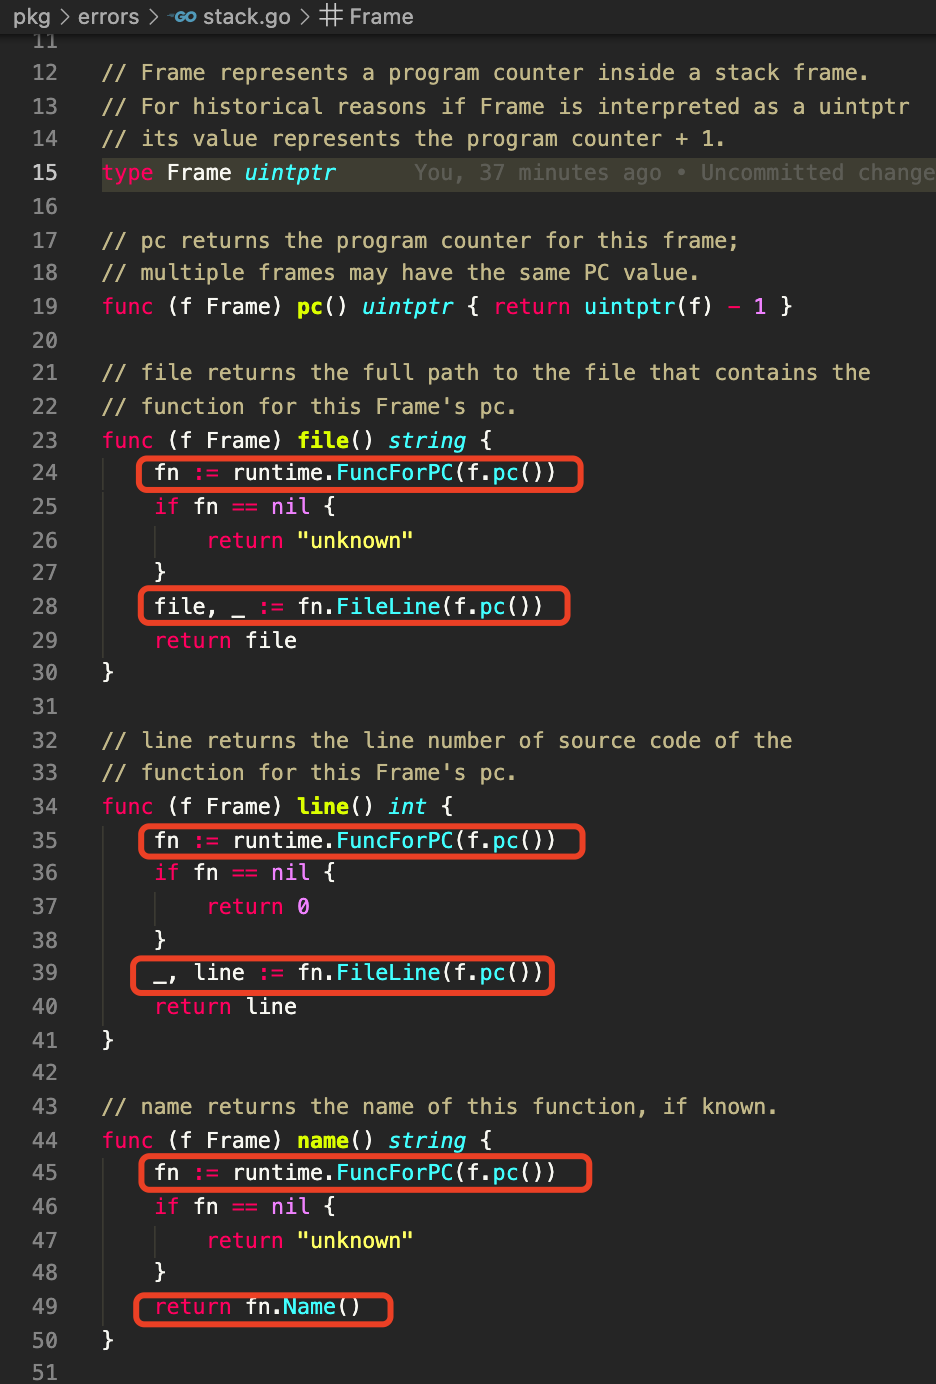 pkg > errors > GO stack.go > Frame
11
12 // Frame represents a program counter inside a stack frame.
13 // For historical reasons if Frame is interpreted as a uintptr
14 // its value represents the program counter + 1.
15 type Frame uintptr You, 37 minutes ago • Uncommitted change
16
17 // pc returns the program counter for this frame;
18 // multiple frames may have the same PC value.
19 func (f Frame) pc() uintptr { return uintptr(f) - 1 }
20
21 // file returns the full path to the file that contains the
22 // function for this Frame's pc.
23 func (f Frame) file() string {
24 fn := runtime.FuncForPC(f.pc())
25 if fn == nil {
26 return "unknown"
27 }
28 file, _ := fn.FileLine(f.pc())
29 return file
30 }
31
32 // line returns the line number of source code of the
33 // function for this Frame's pc.
34 func (f Frame) line() int {
35 fn := runtime.FuncForPC(f.pc())
36 if fn == nil {
37 return 0
38 }
39 _, line := fn.FileLine(f.pc())
40 return line
41 }
42
43 // name returns the name of this function, if known.
44 func (f Frame) name() string {
45 fn := runtime.FuncForPC(f.pc())
46 if fn == nil {
47 return "unknown"
48 }
49 return fn.Name()
50 }
51